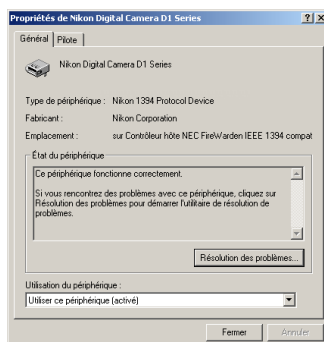 Propriétés de Nikon Digital Camera D1 Series
Général Pilote
Nikon Digital Camera D1 Series
Type de périphérique : Nikon 1394 Protocol Device
Fabricant : Nikon Corporation
Emplacement : sur Contrôleur hôte NEC FireWarden IEEE 1394 compat
État du périphérique
Ce périphérique fonctionne correctement.
Si vous rencontrez des problèmes avec ce périphérique, cliquez sur
Résolution des problèmes pour démarrer l'utilitaire de résolution de
problèmes.
Résolution des problèmes...
Utilisation du périphérique :
Utiliser ce périphérique (activé)
Fermer Annuler